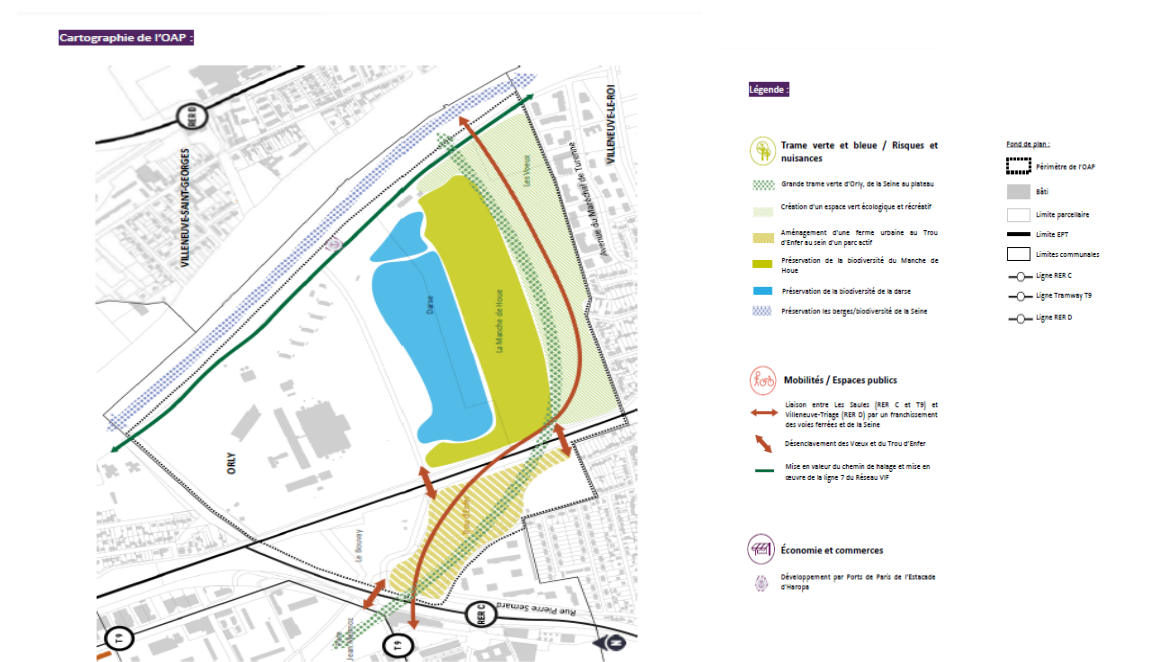 Cartographie de l'OAP :
RER D
VILLENEUVE-SAINT-GEORGES
VILLENEUVE-LE-ROI
Les Vœux
Avenue du Maréchal de Turenne
Darse
La Manche de Houe
ORLY
Trou d'Enfer
Le Bouvray
Rue Pierre Semard
RER C
T9
T9
N
Légende :
Trame verte et bleue / Risques et
nuisances
Grande trame verte d'Orly, de la Seine au plateau
Création d'un espace vert écologique et récréatif
Aménagement d'une ferme urbaine au Trou
d'Enfer au sein d'un parc actif
Préservation de la biodiversité du Manche de
Houe
Préservation de la biodiversité de la darse
Préservation les berges/biodiversité de la Seine
Mobilités / Espaces publics
Liaison entre Les Saules (RER C et T9) et
Villeneuve-Triage (RER D) par un franchissement
des voies ferrées et de la Seine
Désenclavement des Vœux et du Trou d'Enfer
Mise en valeur du chemin de halage et mise en
œuvre de la ligne 7 du Réseau VIF
Économie et commerces
Développement par Ports de Paris de l'Estacade
d'Haropa
Fond de plan :
Périmètre de l'OAP
Bâti
Limite parcellaire
Limite EPT
Limites communales
Ligne RER C
Ligne Tramway T9
Ligne RER D